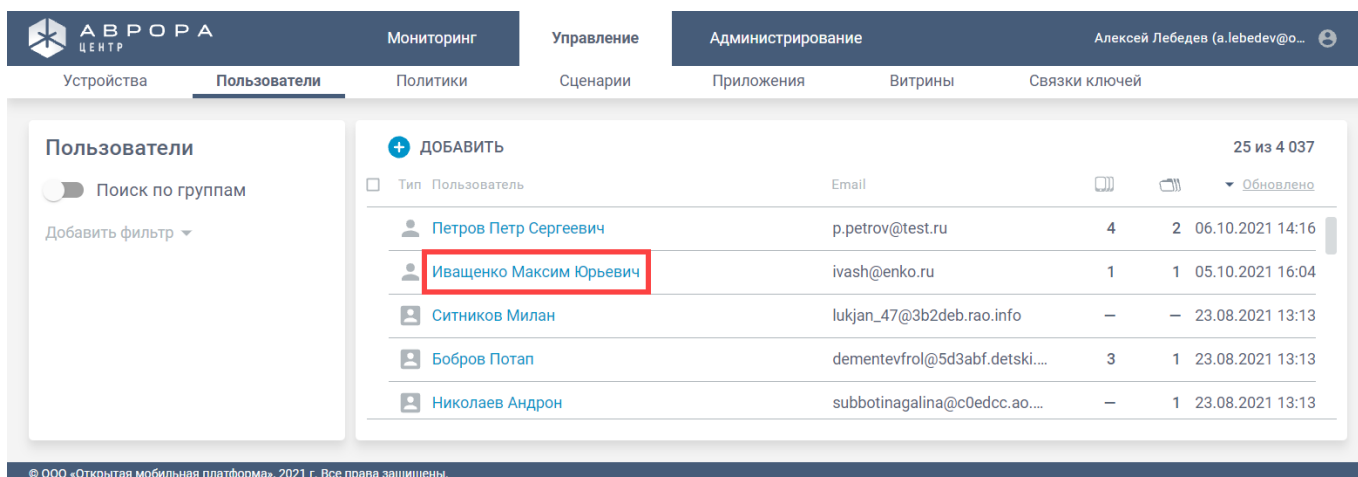 АВРОРА
ЦЕНТР
Мониторинг
Управление
Администрирование
Алексей Лебедев (a.lebedev@o...
Устройства
Пользователи
Политики
Сценарии
Приложения
Витрины
Связки ключей
Пользователи
Поиск по группам
Добавить фильтр
ДОБАВИТЬ
25 из 4 037
Тип Пользователь Email Обновлено
Петров Петр Сергеевич p.petrov@test.ru 4 2 06.10.2021 14:16
Иващенко Максим Юрьевич ivash@enko.ru 1 1 05.10.2021 16:04
Ситников Милан lukjan_47@3b2deb.rao.info – – 23.08.2021 13:13
Бобров Потап dementevfrol@5d3abf.detski.... 3 1 23.08.2021 13:13
Николаев Андрон subbotinagalina@c0edcc.ao.... – 1 23.08.2021 13:13
© ООО «Открытая мобильная платформа», 2021 г. Все права защищены.